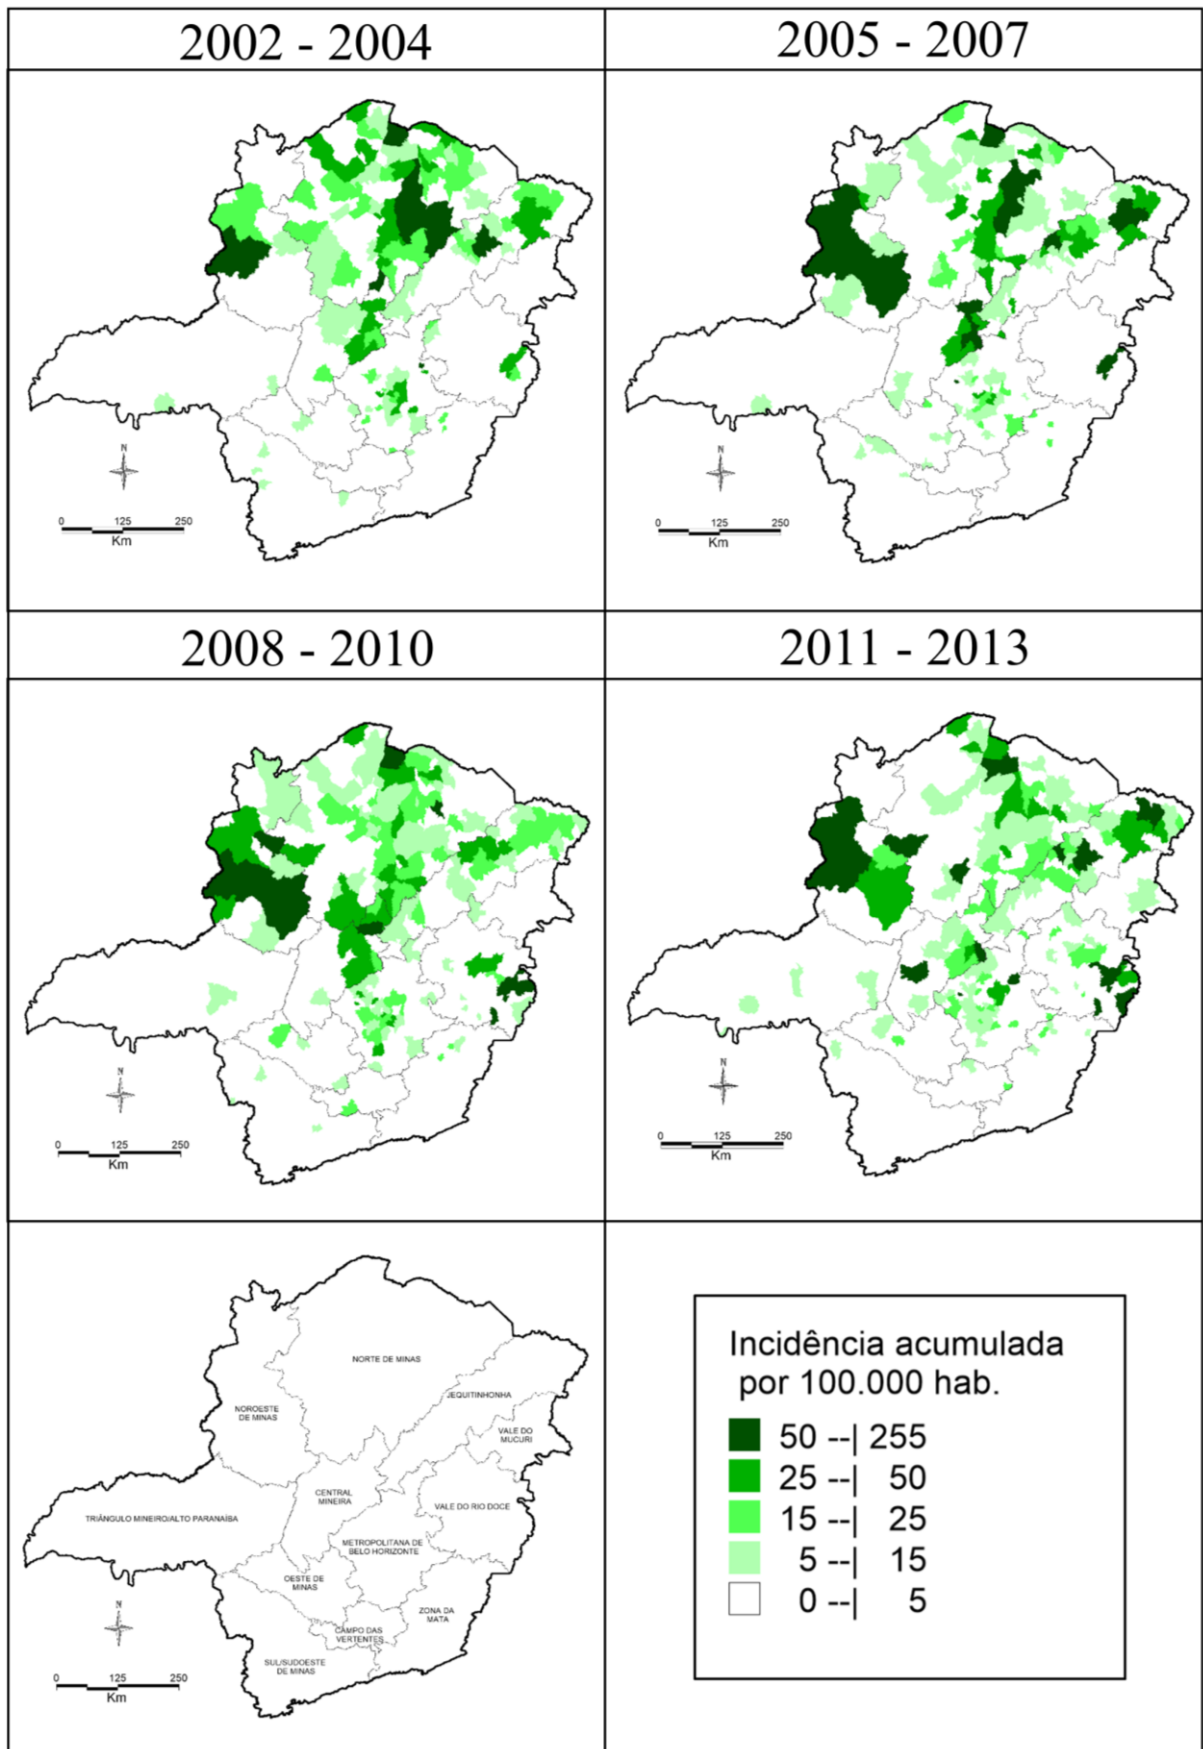 2002 - 2004
2005 - 2007
N
0 125 250
Km
N
0 125 250
Km
2008 - 2010
2011 - 2013
N
0 125 250
Km
N
0 125 250
Km
NORTE DE MINAS
JEQUITINHONHA
NOROESTE
DE MINAS
VALE DO
MUCURI
CENTRAL
MINEIRA
VALE DO RIO DOCE
TRIÂNGULO MINEIRO/ALTO PARANAÍBA
METROPOLITANA DE
BELO HORIZONTE
OESTE DE
MINAS
ZONA DA
MATA
CAMPO DAS
VERTENTES
SUL/SUDOESTE
DE MINAS
N
0 125 250
Km
Incidência acumulada
por 100.000 hab.
50 --| 255
25 --| 50
15 --| 25
5 --| 15
0 --| 5